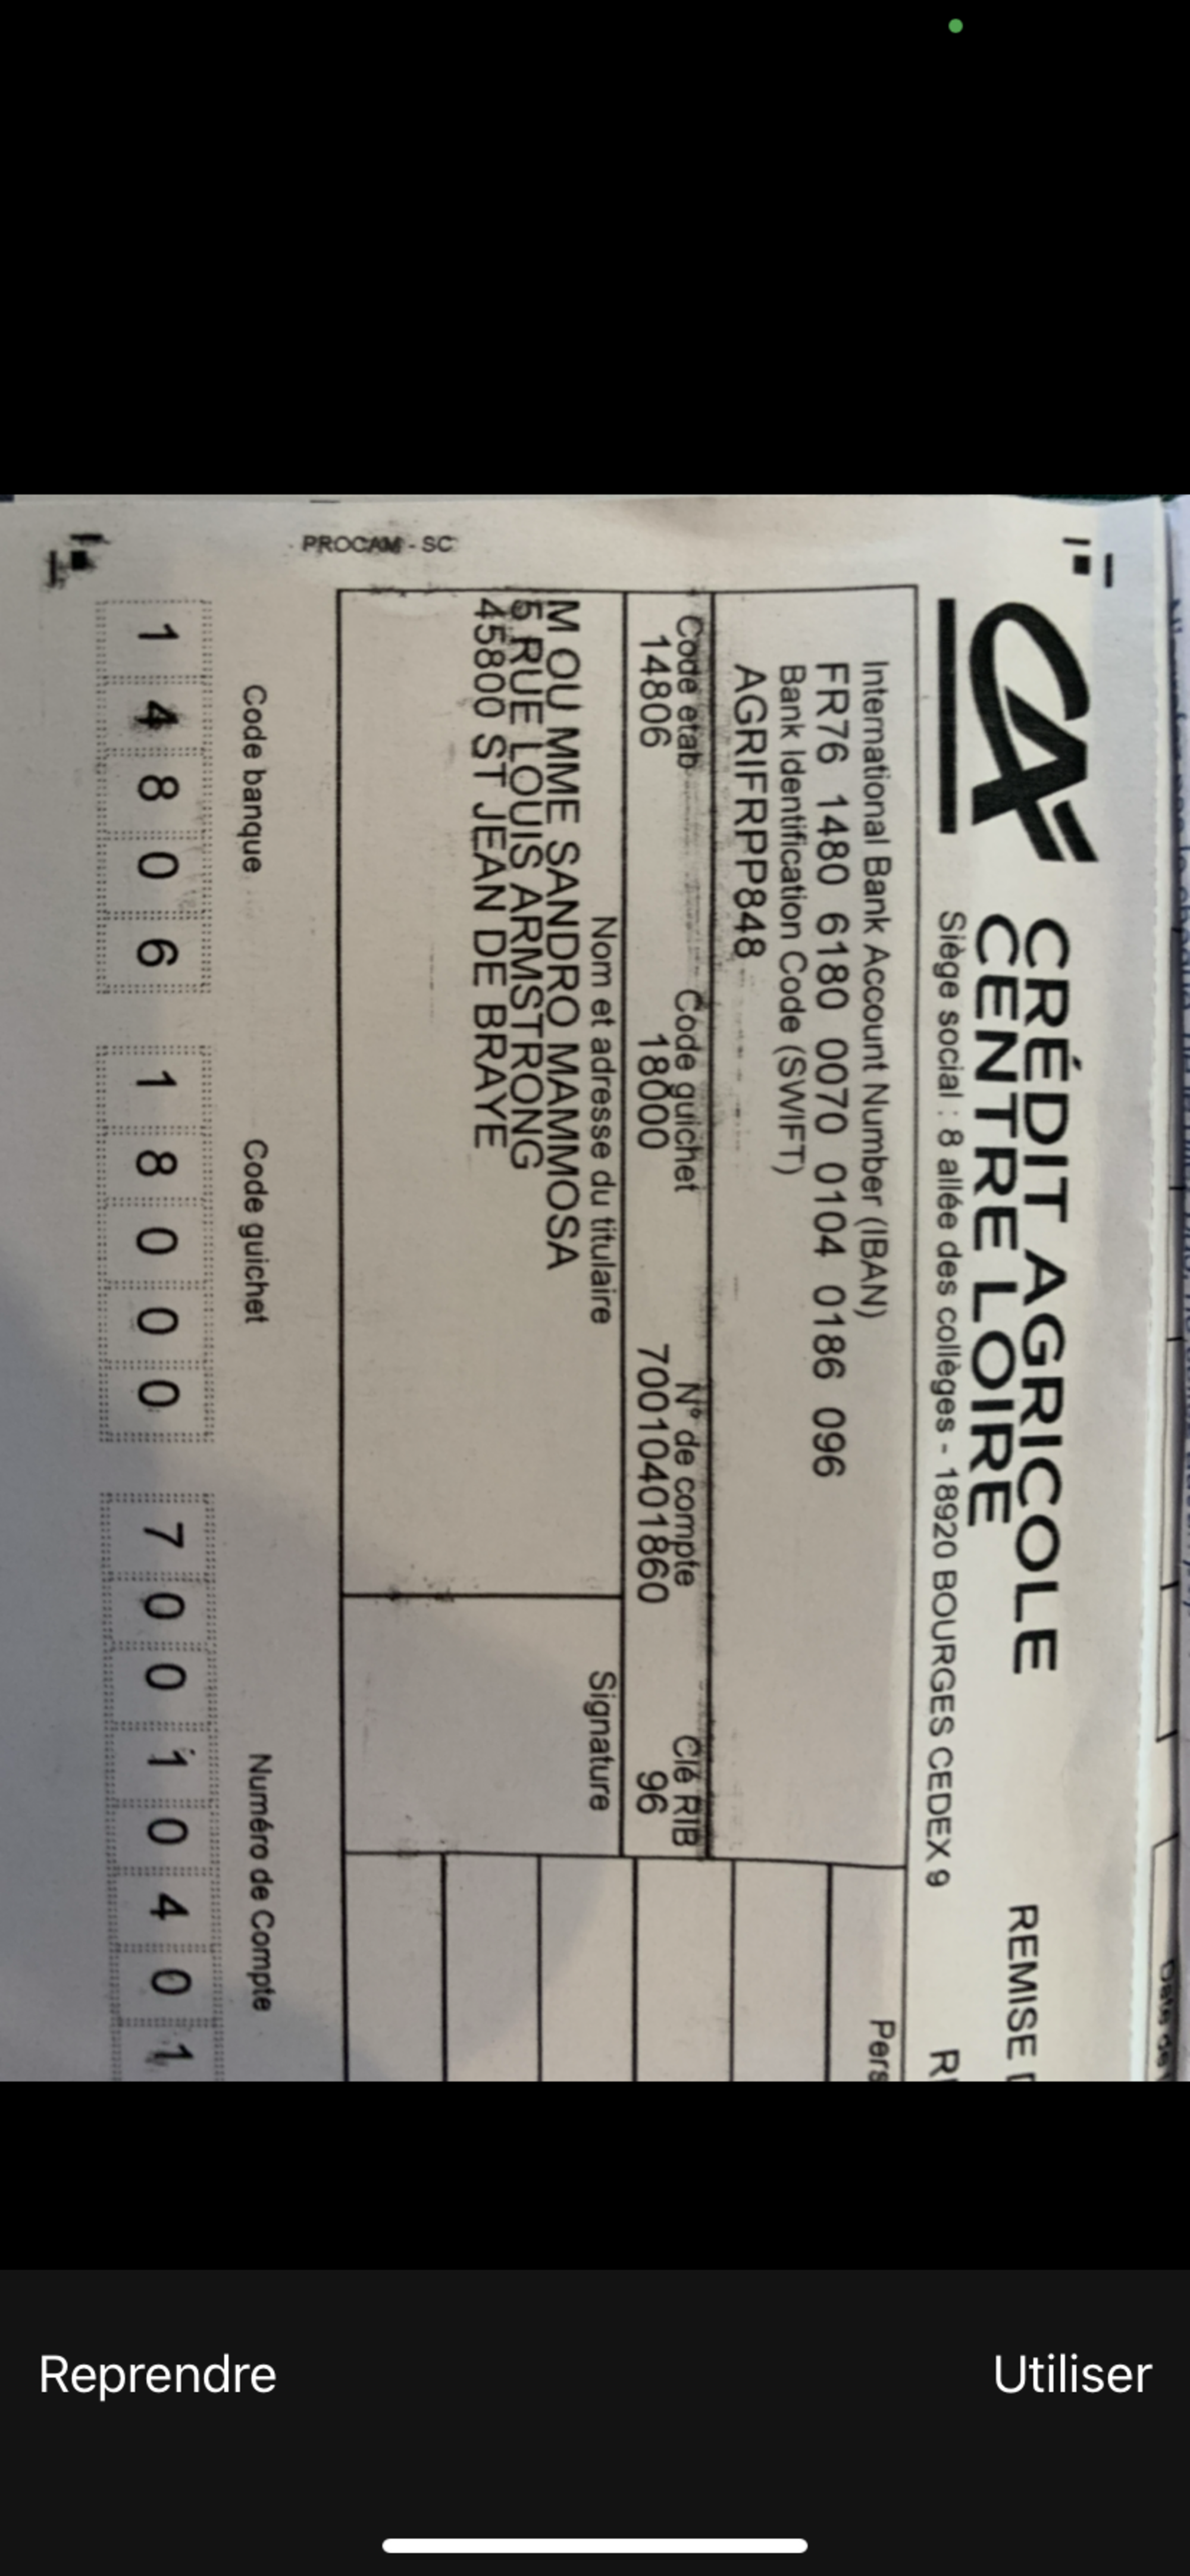 CRÉDIT AGRICOLE
CENTRE LOIRE
Siège social : 8 allée des collèges - 18920 BOURGES CEDEX 9
REMISE
International Bank Account Number (IBAN)
FR76 1480 6180 0070 0104 0186 096
Bank Identification Code (SWIFT)
AGRIFRPP848
Code etab Code guichet N° de compte Clé RIB
14806 18000 70010401860 96
Nom et adresse du titulaire Signature
M OU MME SANDRO MAMMOSA
5 RUE LOUIS ARMSTRONG
45800 ST JEAN DE BRAYE
PROCAM - SC
Code banque Code guichet Numéro de Compte
1 4 8 0 6 1 8 0 0 0 7 0 0 1 0 4 0 1
Reprendre
Utiliser